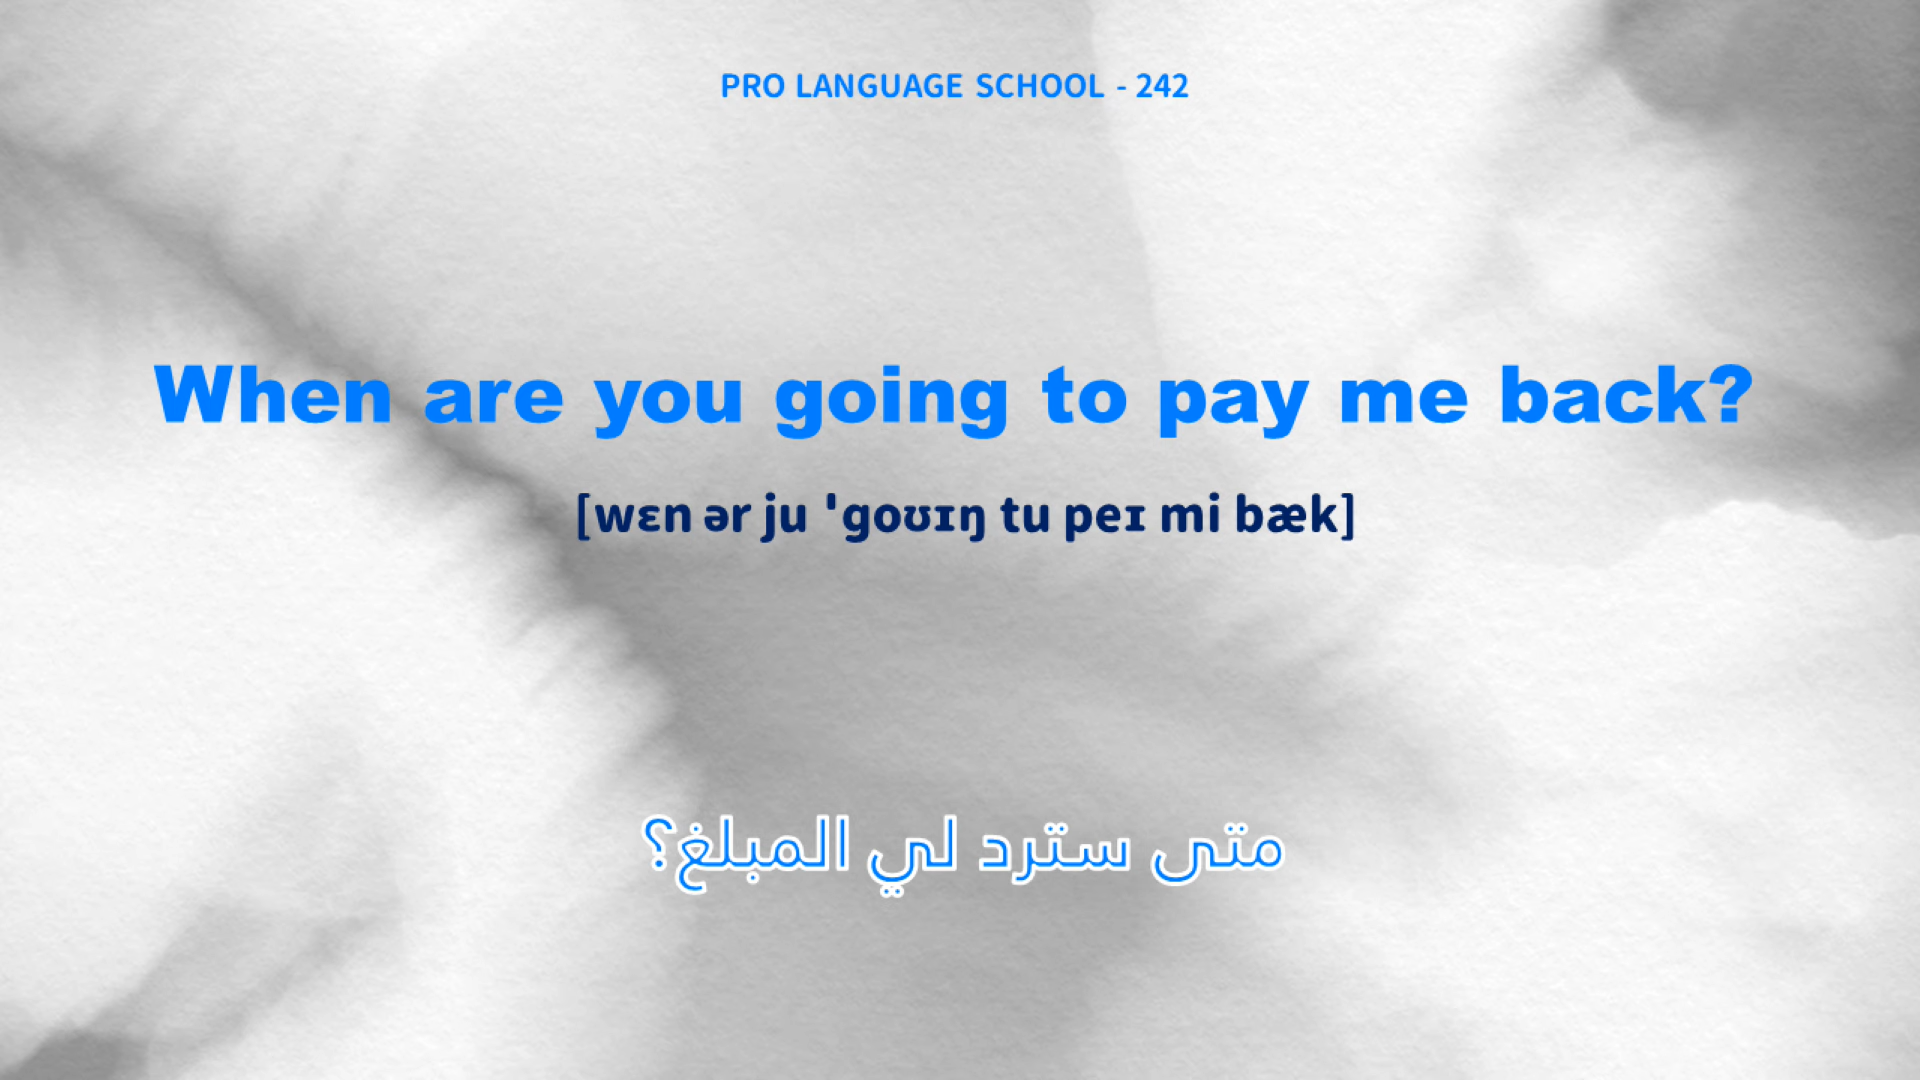 PRO LANGUAGE SCHOOL - 242
When are you going to pay me back?
[wɛn ər ju ˈgoʊɪŋ tu peɪ mi bæk]
متى سترد لي المبلغ؟